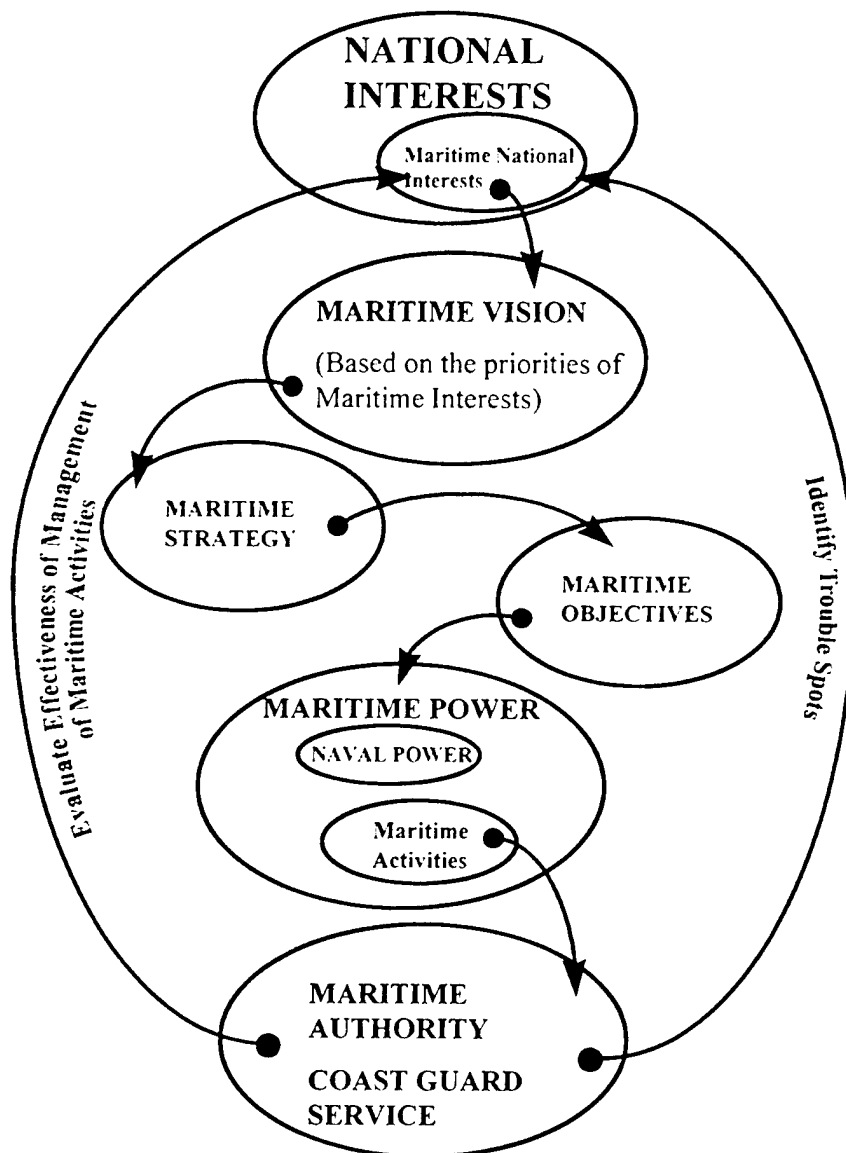 NATIONAL
INTERESTS
Maritime National
Interests
MARITIME VISION
(Based on the priorities of
Maritime Interests)
MARITIME
STRATEGY
MARITIME
OBJECTIVES
MARITIME POWER
NAVAL POWER
Maritime
Activities
MARITIME
AUTHORITY
COAST GUARD
SERVICE
Evaluate Effectiveness of Management
of Maritime Activities
Identify Trouble Spots